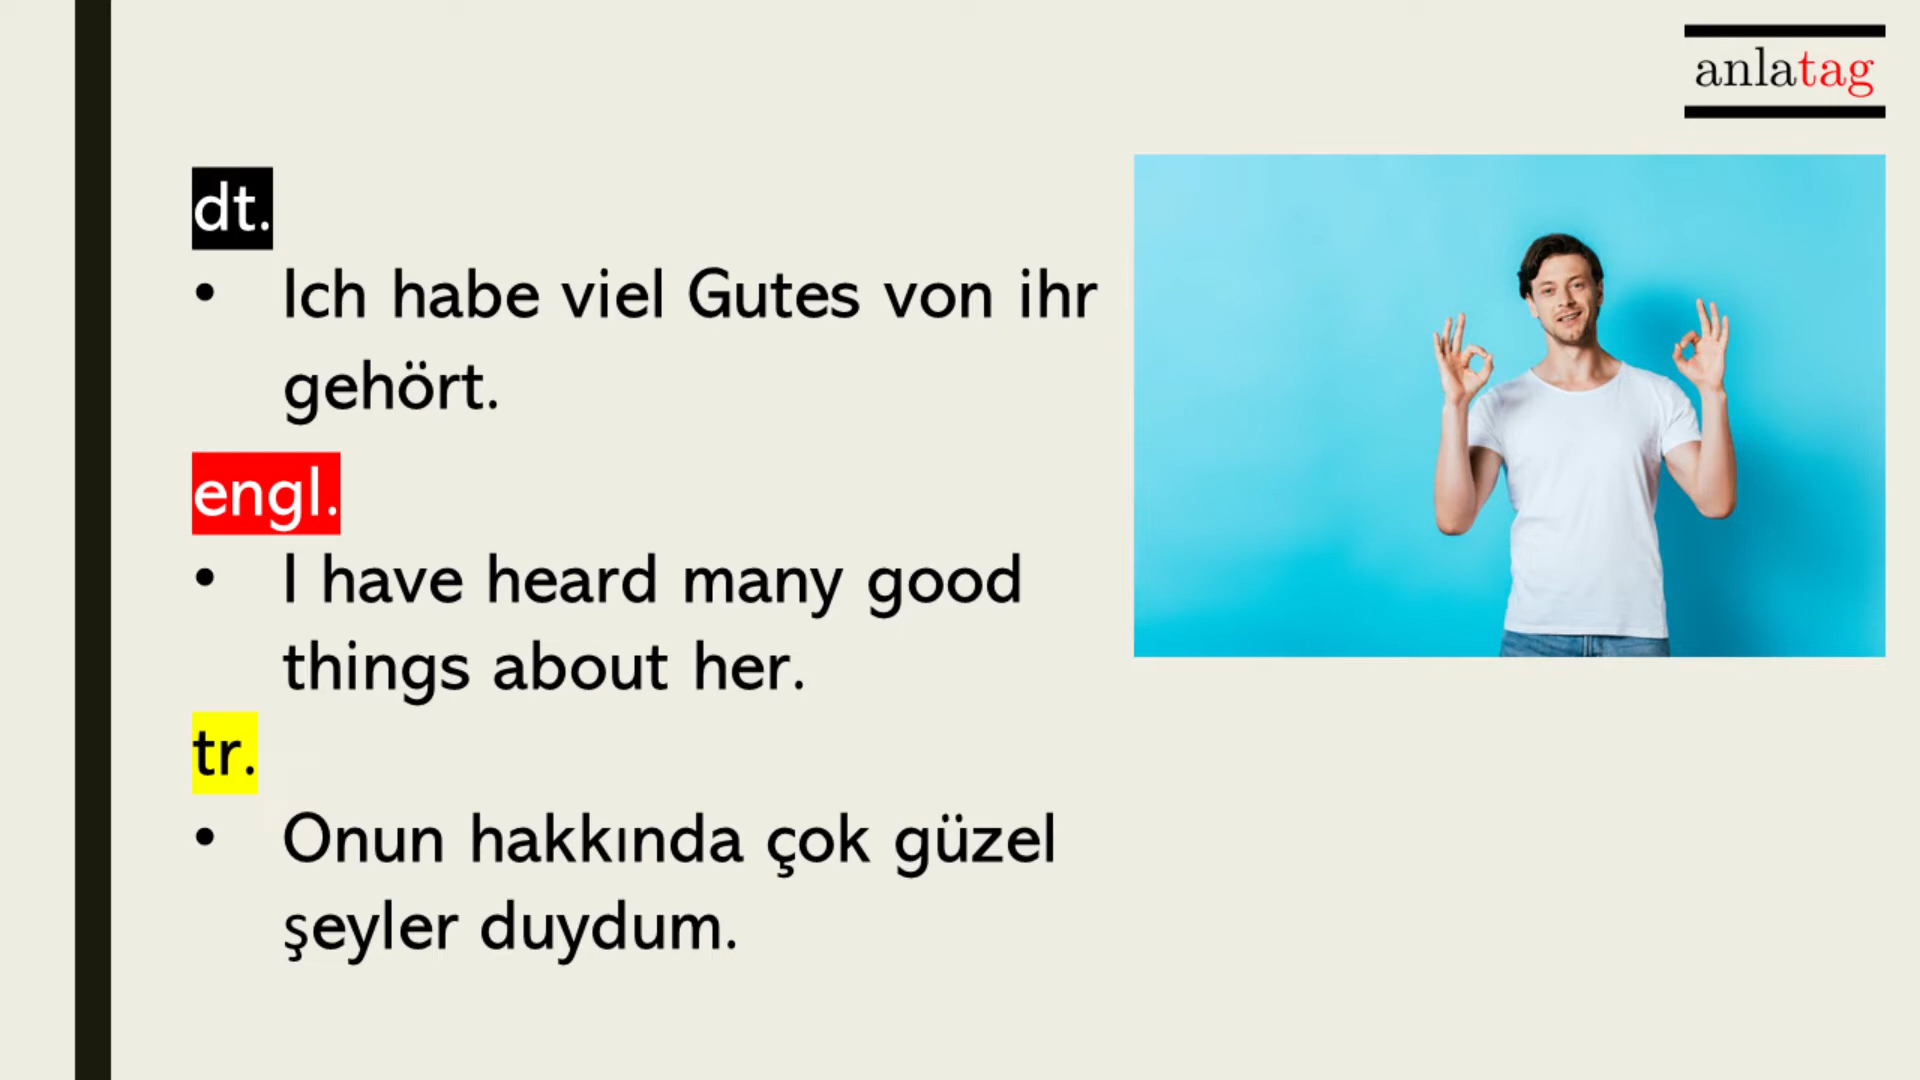 anlatag
dt.
• Ich habe viel Gutes von ihr
gehört.
engl.
• I have heard many good
things about her.
tr.
• Onun hakkında çok güzel
şeyler duydum.